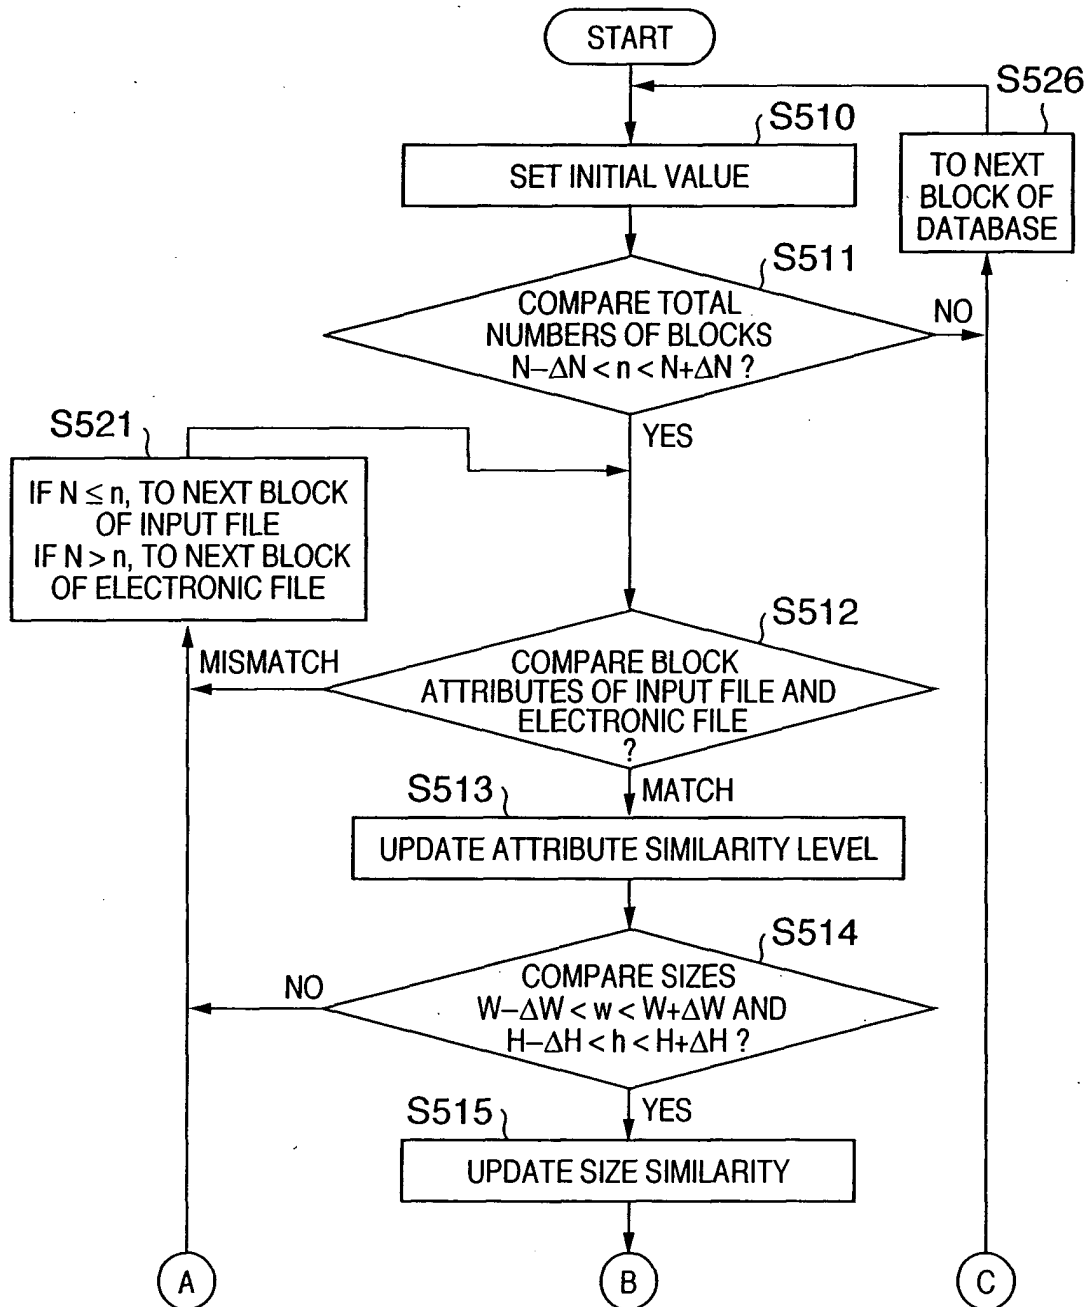 START
S526
S510
TO NEXT
BLOCK OF
DATABASE
SET INITIAL VALUE
S511
COMPARE TOTAL
NUMBERS OF BLOCKS
N−ΔN < n < N+ΔN ?
NO
YES
S521
IF N ≤ n, TO NEXT BLOCK
OF INPUT FILE
IF N > n, TO NEXT BLOCK
OF ELECTRONIC FILE
S512
MISMATCH
COMPARE BLOCK
ATTRIBUTES OF INPUT FILE AND
ELECTRONIC FILE
?
MATCH
S513
UPDATE ATTRIBUTE SIMILARITY LEVEL
S514
NO
COMPARE SIZES
W−ΔW < w < W+ΔW AND
H−ΔH < h < H+ΔH ?
YES
S515
UPDATE SIZE SIMILARITY
A
B
C